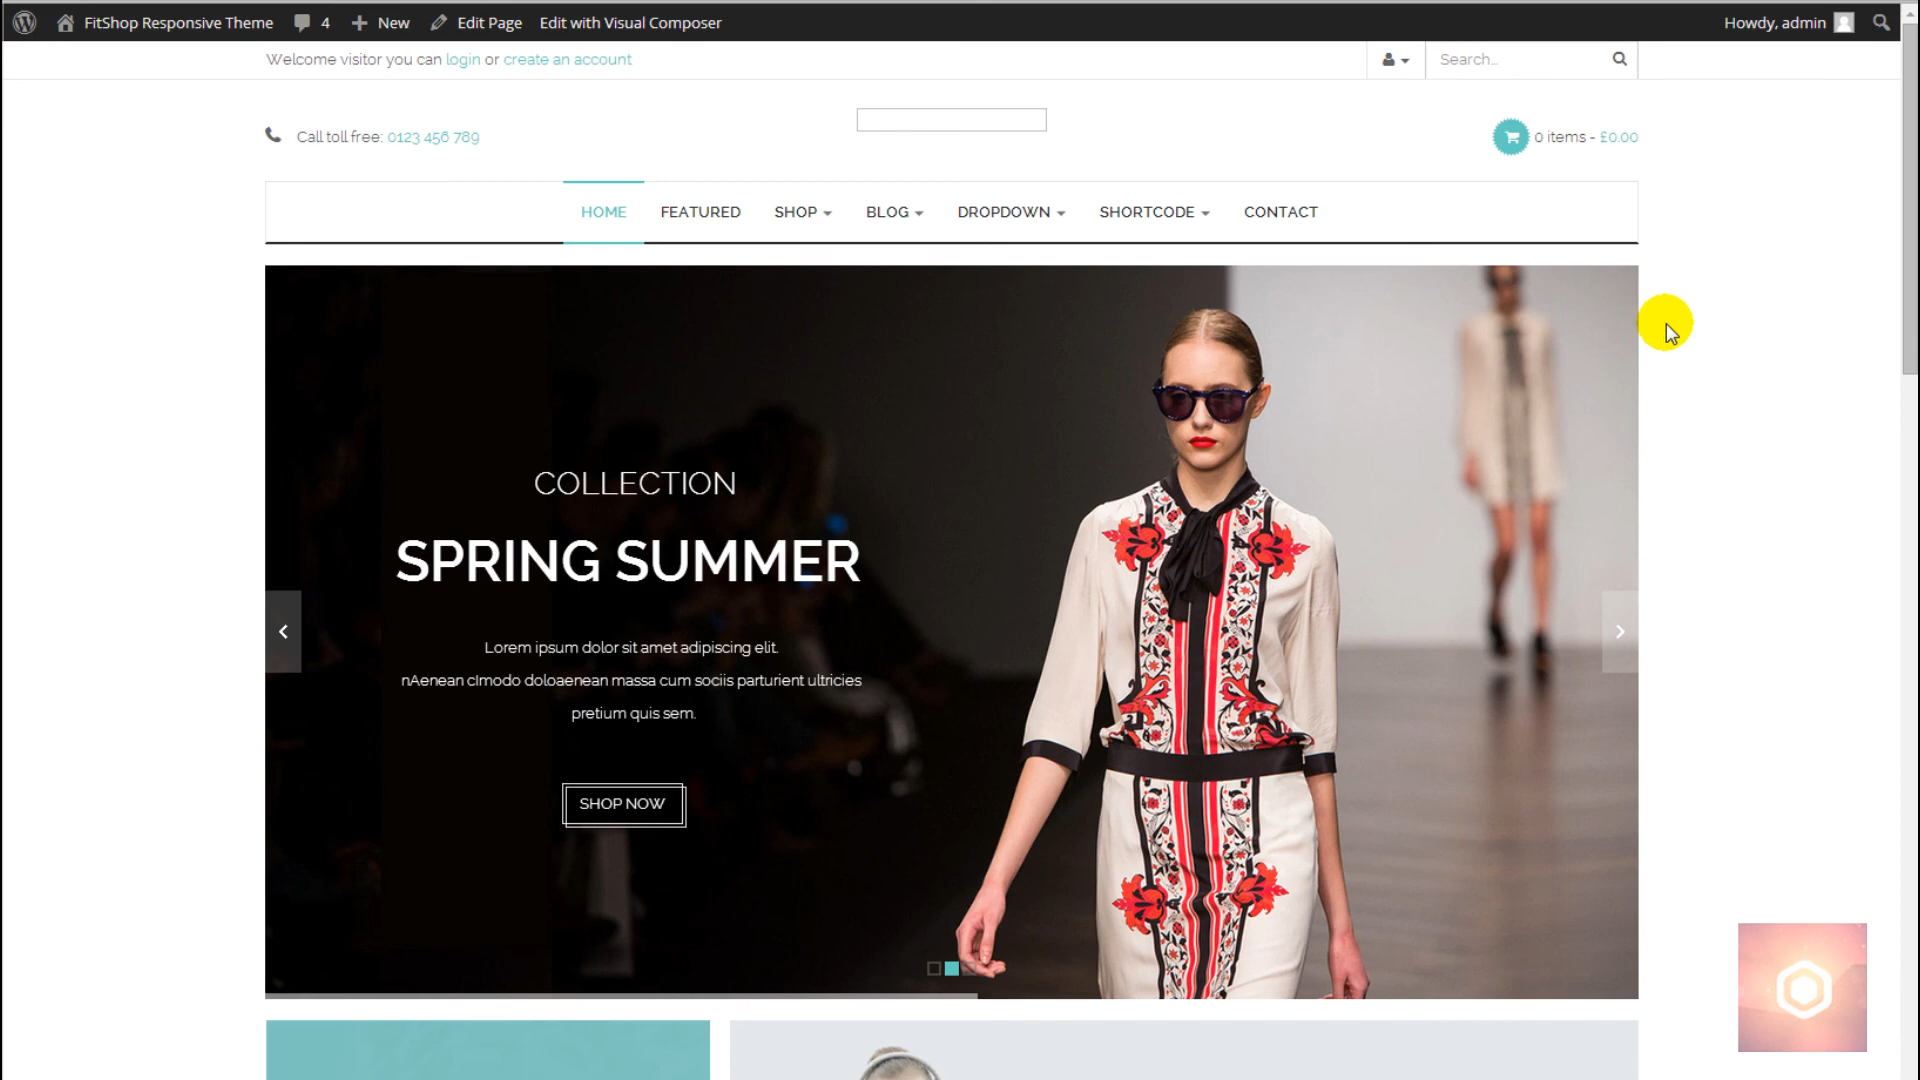 FitShop Responsive Theme 4 New Edit Page Edit with Visual Composer Howdy, admin
Welcome visitor you can login or create an account
Search...
Call toll free: 0123 456 789
0 items - £0.00
HOME FEATURED SHOP BLOG DROPDOWN SHORTCODE CONTACT
COLLECTION
SPRING SUMMER
Lorem ipsum dolor sit amet adipiscing elit.
nAenean cImodo doloaenean massa cum sociis parturient ultricies
pretium quis sem.
SHOP NOW